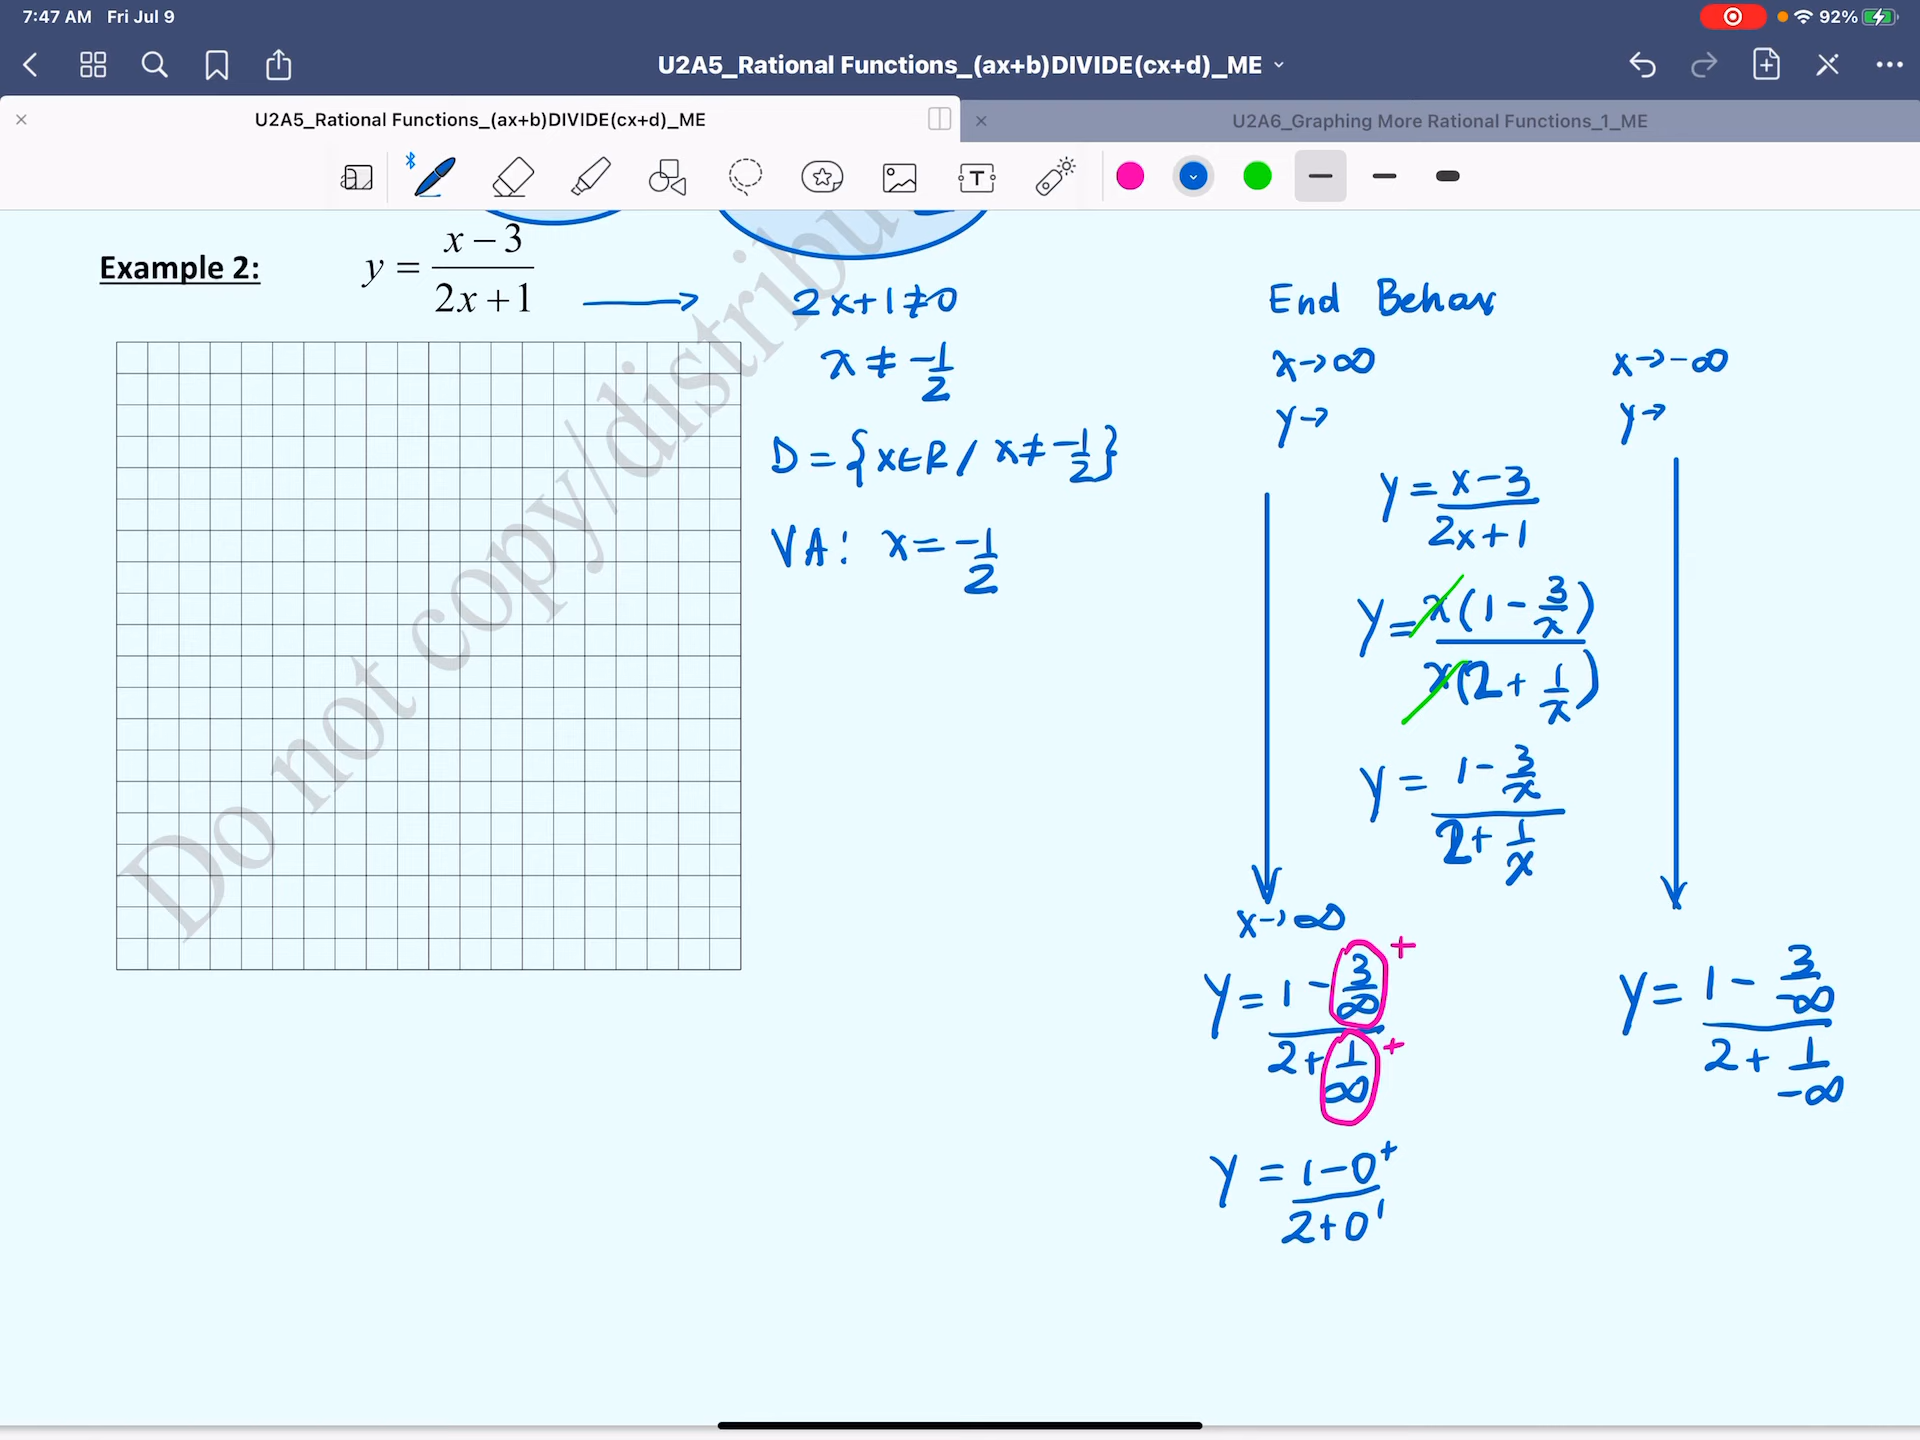 7:47 AM Fri Jul 9
92%
U2A5_Rational Functions_(ax+b)DIVIDE(cx+d)_ME
U2A5_Rational Functions_(ax+b)DIVIDE(cx+d)_ME
U2A6_Graphing More Rational Functions_1_ME
Example 2: y = (x − 3)/(2x + 1)
2x+1≠0
x ≠ -1/2
D = {x∈R / x ≠ -1/2}
VA: x = -1/2
Do not copy/distribu
End Behav
x→∞
y→
x→-∞
y→
y = (x-3)/(2x+1)
y = x(1 - 3/x)/x(2 + 1/x)
y = (1 - 3/x)/(2 + 1/x)
x→∞
y = (1 - 3/∞)/(2 + 1/∞)
+
+
y = (1 - 3/-∞)/(2 + 1/-∞)
y = (1-0⁺)/(2+0